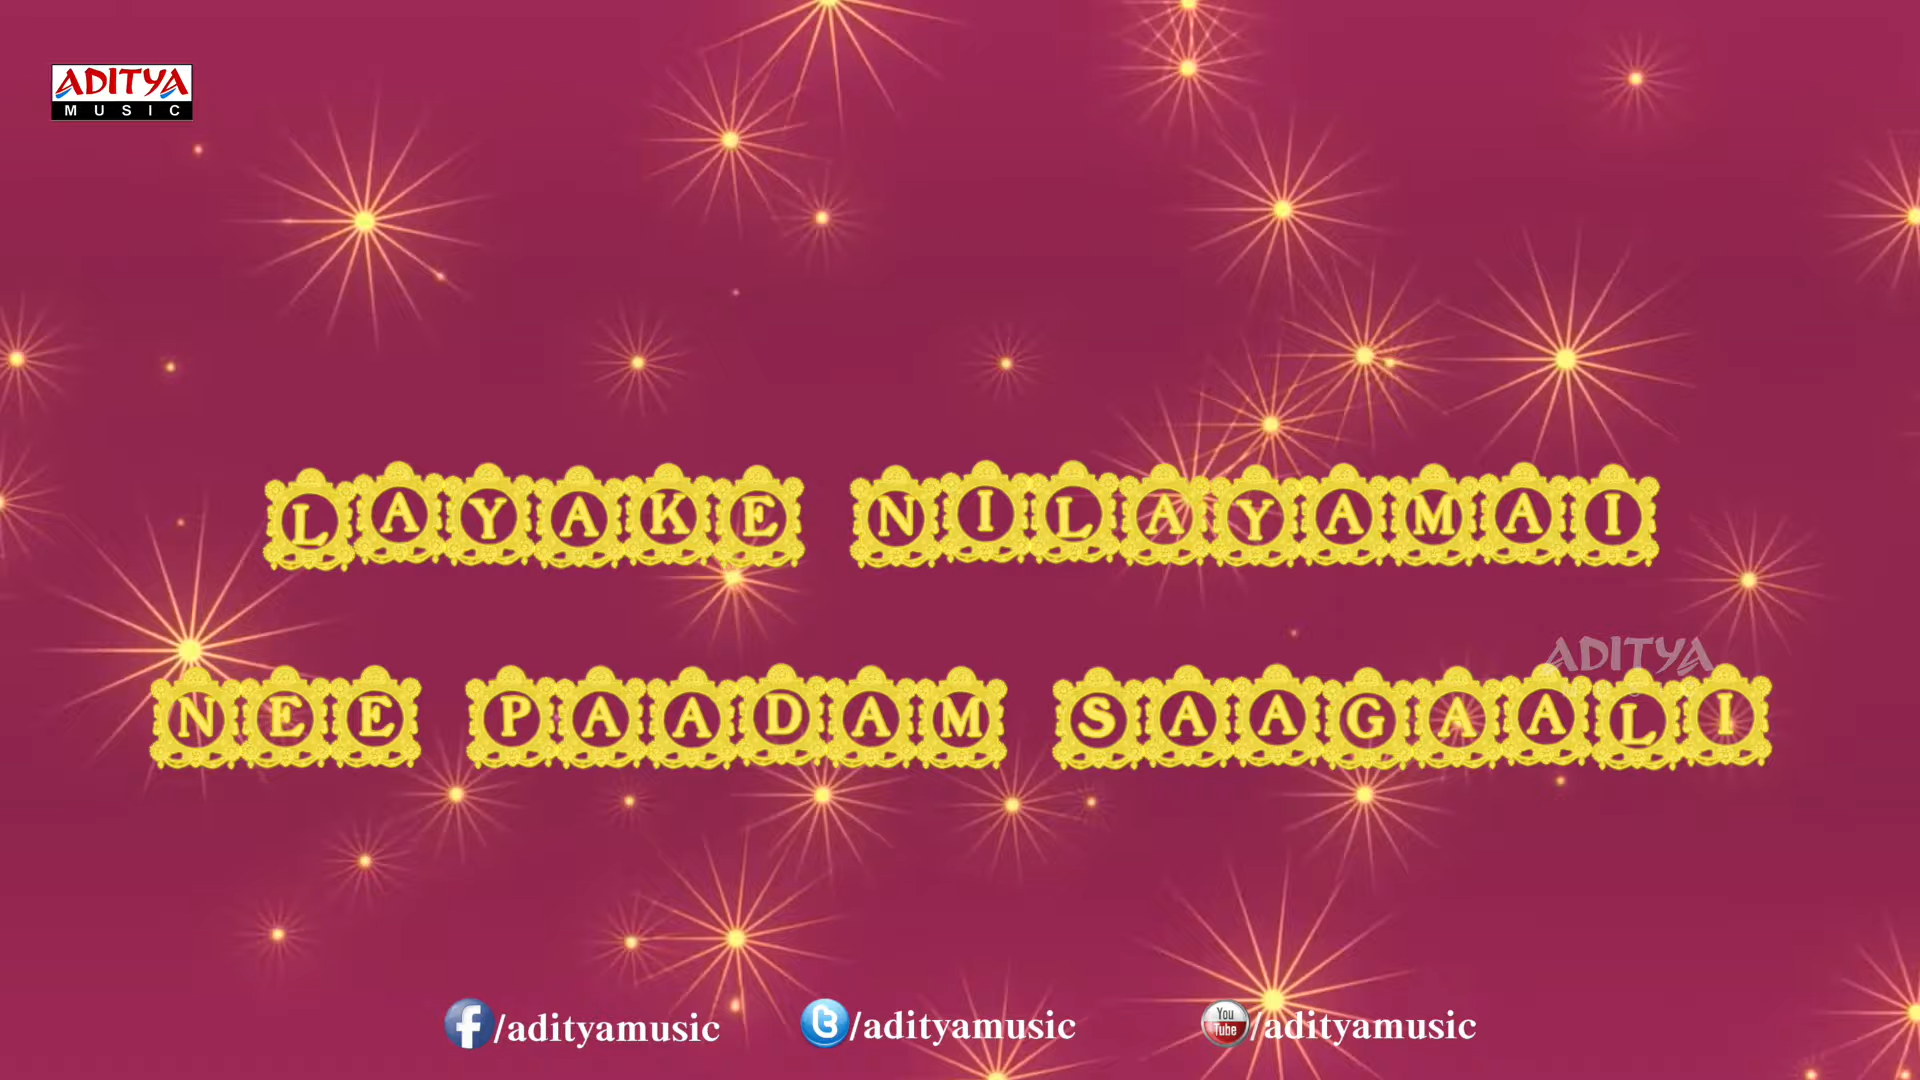 ADITYA
MUSIC
LAYAKE NILAYAMAI
ADITYA
NEE PAADAM SAAGAALI
/adityamusic /adityamusic You Tube /adityamusic